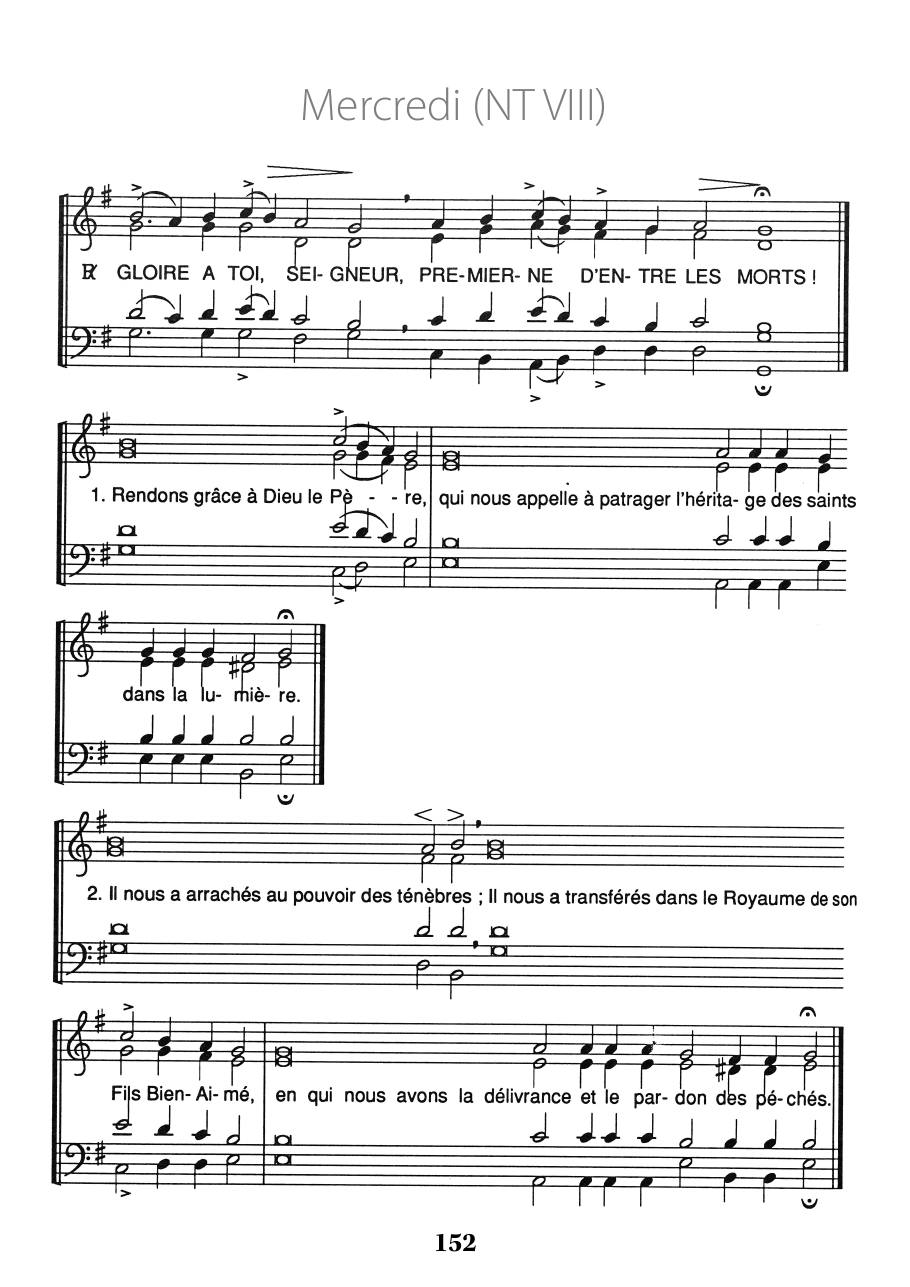 Mercredi (NT VIII)
℟ GLOIRE A TOI, SEI- GNEUR, PRE-MIER- NE D'EN- TRE LES MORTS !
1. Rendons grâce à Dieu le Pè - - re, qui nous appelle à patrager l'hérita- ge des saints
dans la lu- miè- re.
2. Il nous a arrachés au pouvoir des ténèbres ; Il nous a transférés dans le Royaume de son
Fils Bien- Ai- mé, en qui nous avons la délivrance et le par- don des pé- chés.
152